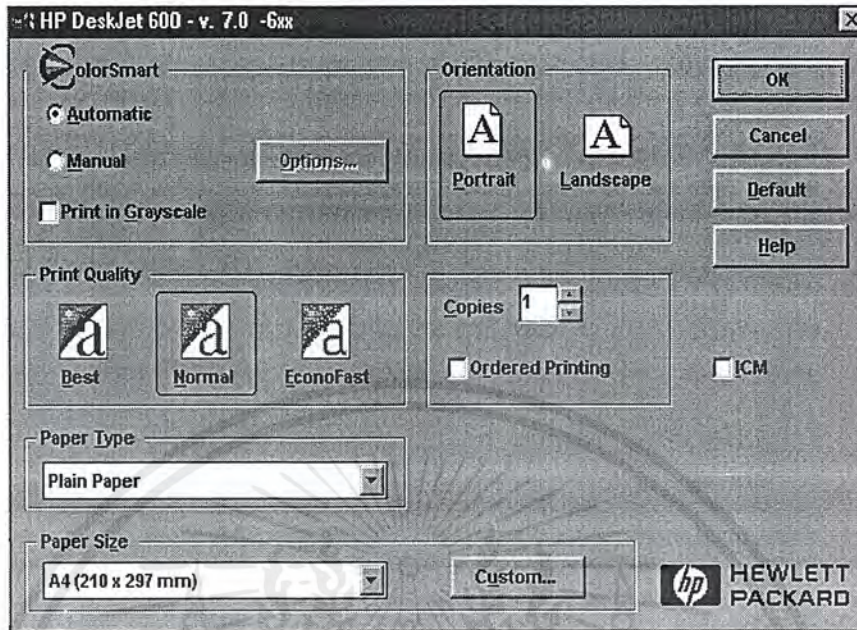 HP DeskJet 600 - v. 7.0 -6xx
ColorSmart
Automatic
Manual
Options...
Print in Grayscale
Orientation
A
Portrait
A
Landscape
OK
Cancel
Default
Help
Print Quality
a
Best
a
Normal
a
EconoFast
Copies 1
Ordered Printing
ICM
Paper Type
Plain Paper
Paper Size
A4 (210 x 297 mm)
Custom...
hp HEWLETT
PACKARD